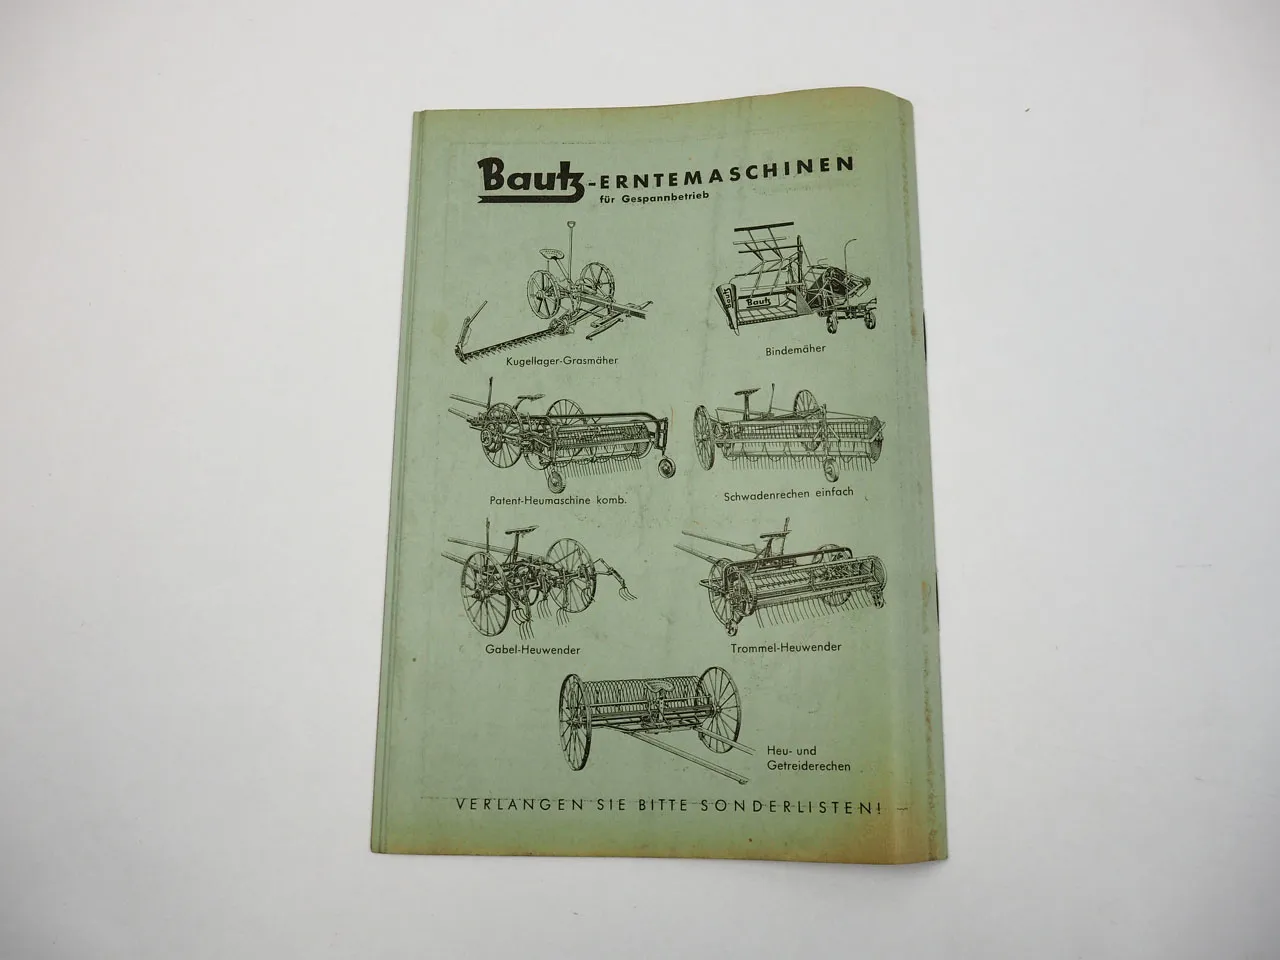 Bautz-ERNTEMASCHINEN
für Gespannbetrieb
Bautz
Bautz
Kugellager-Grasmäher
Bindemäher
Patent-Heumaschine komb.
Schwadenrechen einfach
Gabel-Heuwender
Trommel-Heuwender
Heu- und
Getreiderechen
VERLANGEN SIE BITTE SONDERLISTEN!